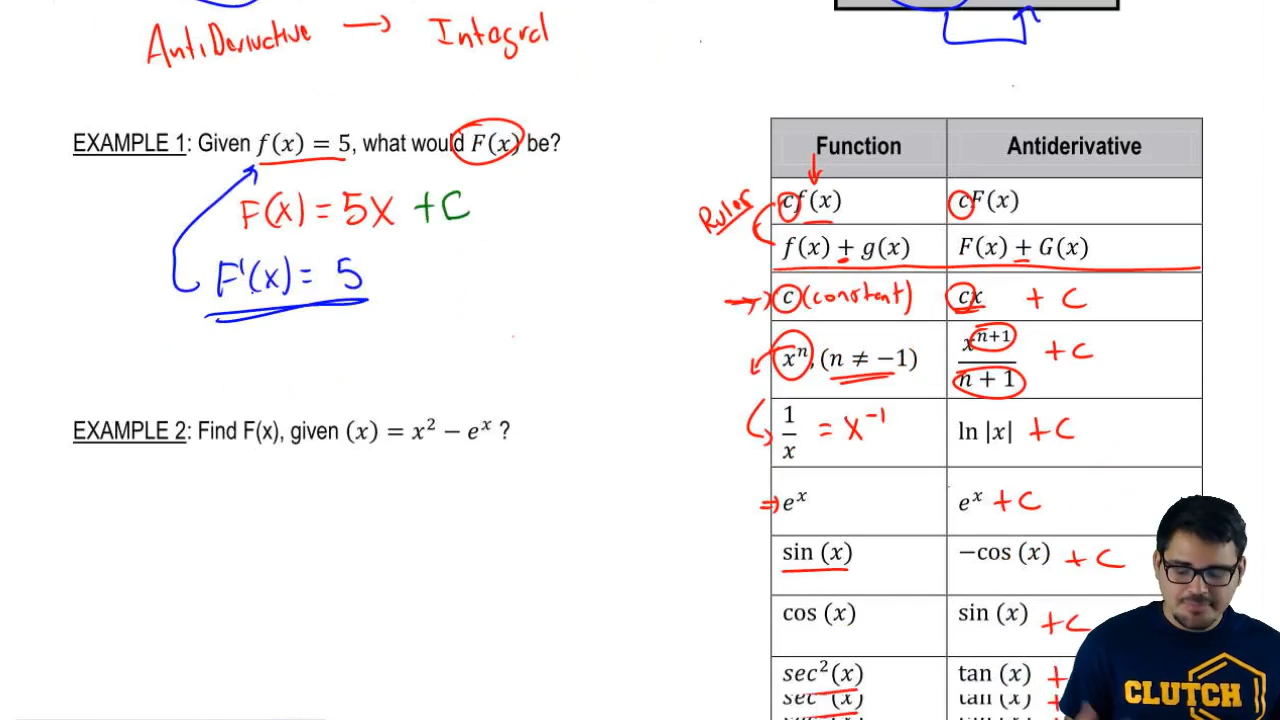 AntiDerivative → Integral
EXAMPLE 1: Given f(x) = 5, what would F(x) be?
F(x) = 5x + C
F'(x) = 5
EXAMPLE 2: Find F(x), given (x) = x² − eˣ ?
Rules
Function Antiderivative
cf(x) cF(x)
f(x) + g(x) F(x) + G(x)
→ c (constant) cx + C
xⁿ, (n ≠ −1) xⁿ⁺¹/n + 1 + C
1/x = x⁻¹ ln |x| + C
⇒ eˣ eˣ + C
sin (x) −cos (x) + C
cos (x) sin (x) + C
sec²(x) tan (x) +
CLUTCH